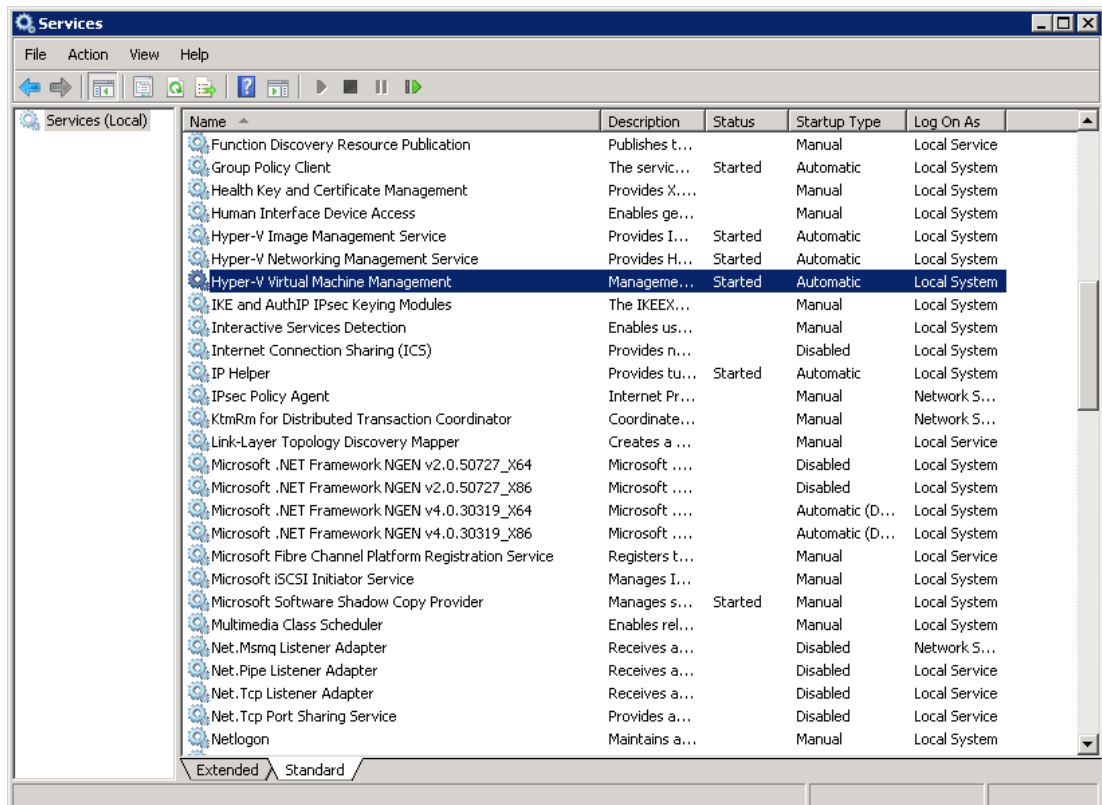 Services
File Action View Help
Services (Local)
Name Description Status Startup Type Log On As
Function Discovery Resource Publication Publishes t... Manual Local Service
Group Policy Client The servic... Started Automatic Local System
Health Key and Certificate Management Provides X.... Manual Local System
Human Interface Device Access Enables ge... Manual Local System
Hyper-V Image Management Service Provides I... Started Automatic Local System
Hyper-V Networking Management Service Provides H... Started Automatic Local System
Hyper-V Virtual Machine Management Manageme... Started Automatic Local System
IKE and AuthIP IPsec Keying Modules The IKEEX... Manual Local System
Interactive Services Detection Enables us... Manual Local System
Internet Connection Sharing (ICS) Provides n... Disabled Local System
IP Helper Provides tu... Started Automatic Local System
IPsec Policy Agent Internet Pr... Manual Network S...
KtmRm for Distributed Transaction Coordinator Coordinate... Manual Network S...
Link-Layer Topology Discovery Mapper Creates a ... Manual Local Service
Microsoft .NET Framework NGEN v2.0.50727_X64 Microsoft .... Disabled Local System
Microsoft .NET Framework NGEN v2.0.50727_X86 Microsoft .... Disabled Local System
Microsoft .NET Framework NGEN v4.0.30319_X64 Microsoft .... Automatic (D... Local System
Microsoft .NET Framework NGEN v4.0.30319_X86 Microsoft .... Automatic (D... Local System
Microsoft Fibre Channel Platform Registration Service Registers t... Manual Local Service
Microsoft iSCSI Initiator Service Manages I... Manual Local System
Microsoft Software Shadow Copy Provider Manages s... Started Manual Local System
Multimedia Class Scheduler Enables rel... Manual Local System
Net.Msmq Listener Adapter Receives a... Disabled Network S...
Net.Pipe Listener Adapter Receives a... Disabled Local Service
Net.Tcp Listener Adapter Receives a... Disabled Local Service
Net.Tcp Port Sharing Service Provides a... Disabled Local Service
Netlogon Maintains a... Manual Local System
Extended Standard